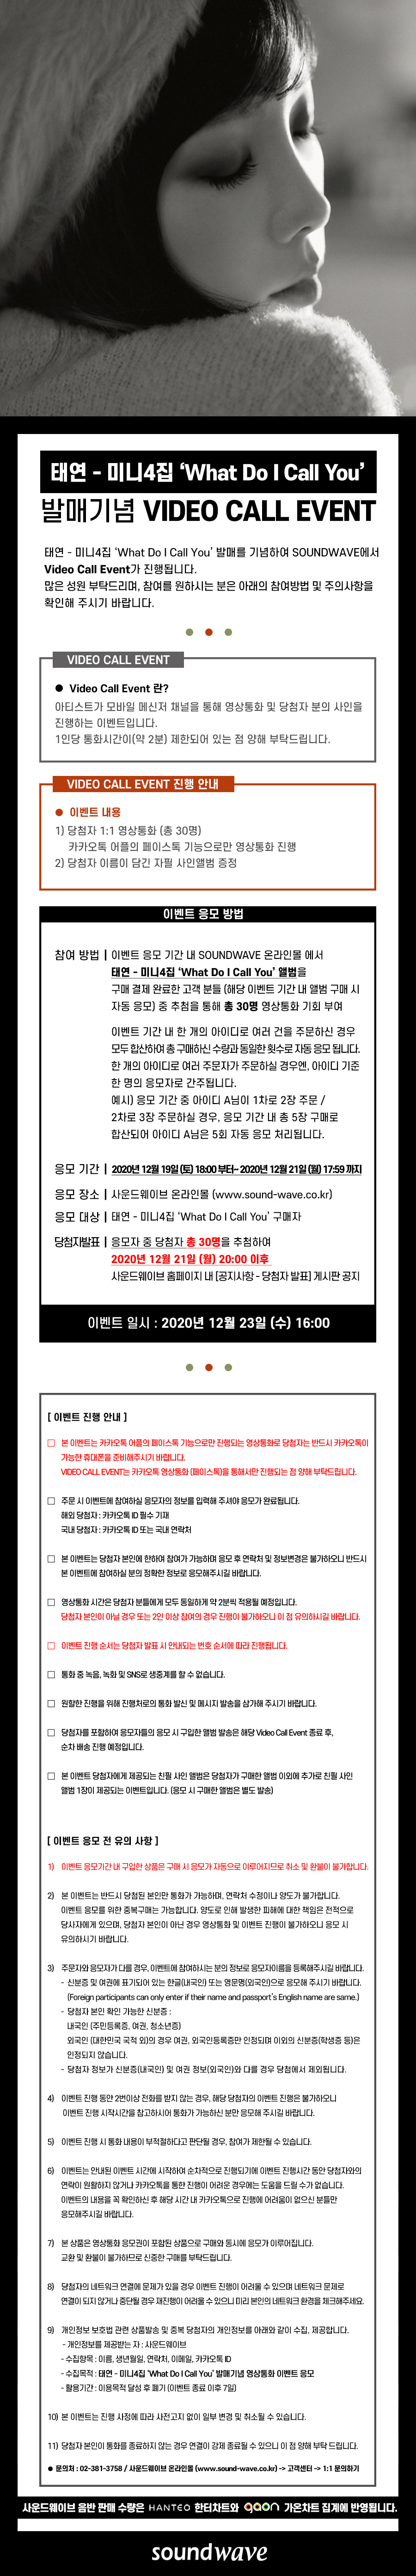 태연 - 미니4집 ‘What Do I Call You’
발매기념 VIDEO CALL EVENT
태연 - 미니4집 ‘What Do I Call You’ 발매를 기념하여 SOUNDWAVE에서
Video Call Event가 진행됩니다.
많은 성원 부탁드리며, 참여를 원하시는 분은 아래의 참여방법 및 주의사항을
확인해 주시기 바랍니다.
VIDEO CALL EVENT
● Video Call Event 란?
아티스트가 모바일 메신저 채널을 통해 영상통화 및 당첨자 분의 사인을
진행하는 이벤트입니다.
1인당 통화시간이(약 2분) 제한되어 있는 점 양해 부탁드립니다.
VIDEO CALL EVENT 진행 안내
● 이벤트 내용
1) 당첨자 1:1 영상통화 (총 30명)
카카오톡 어플의 페이스톡 기능으로만 영상통화 진행
2) 당첨자 이름이 담긴 자필 사인앨범 증정
이벤트 응모 방법
참여 방법 | 이벤트 응모 기간 내 SOUNDWAVE 온라인몰 에서
태연 - 미니4집 ‘What Do I Call You’ 앨범을
구매 결제 완료한 고객 분들 (해당 이벤트 기간 내 앨범 구매 시
자동 응모) 중 추첨을 통해 총 30명 영상통화 기회 부여
이벤트 기간 내 한 개의 아이디로 여러 건을 주문하신 경우
모두 합산하여 총 구매하신 수량과 동일한 횟수로 자동 응모 됩니다.
한 개의 아이디로 여러 주문자가 주문하실 경우엔, 아이디 기준
한 명의 응모자로 간주됩니다.
예시) 응모 기간 중 아이디 A님이 1차로 2장 주문 /
2차로 3장 주문하실 경우, 응모 기간 내 총 5장 구매로
합산되어 아이디 A님은 5회 자동 응모 처리됩니다.
응모 기간 | 2020년 12월 19일 (토) 18:00 부터~ 2020년 12월 21일 (월) 17:59 까지
응모 장소 | 사운드웨이브 온라인몰 (www.sound-wave.co.kr)
응모 대상 | 태연 - 미니4집 ‘What Do I Call You’ 구매자
당첨자발표 | 응모자 중 당첨자 총 30명을 추첨하여
2020년 12월 21일 (월) 20:00 이후
사운드웨이브 홈페이지 내 [공지사항 - 당첨자 발표] 게시판 공지
이벤트 일시 : 2020년 12월 23일 (수) 16:00
[ 이벤트 진행 안내 ]
□ 본 이벤트는 카카오톡 어플의 페이스톡 기능으로만 진행되는 영상통화로 당첨자는 반드시 카카오톡이
가능한 휴대폰을 준비해주시기 바랍니다.
VIDEO CALL EVENT는 카카오톡 영상통화 (페이스톡)을 통해서만 진행되는 점 양해 부탁드립니다.
□ 주문 시 이벤트에 참여하실 응모자의 정보를 입력해 주셔야 응모가 완료됩니다.
해외 당첨자 : 카카오톡 ID 필수 기재
국내 당첨자 : 카카오톡 ID 또는 국내 연락처
□ 본 이벤트는 당첨자 본인에 한하여 참여가 가능하며 응모 후 연락처 및 정보변경은 불가하오니 반드시
본 이벤트에 참여하실 분의 정확한 정보로 응모해주시길 바랍니다.
□ 영상통화 시간은 당첨자 분들에게 모두 동일하게 약 2분씩 적용될 예정입니다.
당첨자 본인이 아닐 경우 또는 2인 이상 참여의 경우 진행이 불가하오니 이 점 유의하시길 바랍니다.
□ 이벤트 진행 순서는 당첨자 발표 시 안내되는 번호 순서에 따라 진행됩니다.
□ 통화 중 녹음, 녹화 및 SNS로 생중계를 할 수 없습니다.
□ 원할한 진행을 위해 진행처로의 통화 발신 및 메시지 발송을 삼가해 주시기 바랍니다.
□ 당첨자를 포함하여 응모자들의 응모 시 구입한 앨범 발송은 해당 Video Call Event 종료 후,
순차 배송 진행 예정입니다.
□ 본 이벤트 당첨자에게 제공되는 친필 사인 앨범은 당첨자가 구매한 앨범 이외에 추가로 친필 사인
앨범 1장이 제공되는 이벤트입니다. (응모 시 구매한 앨범은 별도 발송)
[ 이벤트 응모 전 유의 사항 ]
1) 이벤트 응모기간 내 구입한 상품은 구매 시 응모가 자동으로 이루어지므로 취소 및 환불이 불가합니다.
2) 본 이벤트는 반드시 당첨된 본인만 통화가 가능하며, 연락처 수정이나 양도가 불가합니다.
이벤트 응모를 위한 중복구매는 가능합니다. 양도로 인해 발생한 피해에 대한 책임은 전적으로
당사자에게 있으며, 당첨자 본인이 아닌 경우 영상통화 및 이벤트 진행이 불가하오니 응모 시
유의하시기 바랍니다.
3) 주문자와 응모자가 다를 경우, 이벤트에 참여하시는 분의 정보로 응모자이름을 등록해주시길 바랍니다.
- 신분증 및 여권에 표기되어 있는 한글(내국인) 또는 영문명(외국인)으로 응모해 주시기 바랍니다.
(Foreign participants can only enter if their name and passport's English name are same.)
- 당첨자 본인 확인 가능한 신분증 :
내국인 (주민등록증, 여권, 청소년증)
외국인 (대한민국 국적 외)의 경우 여권, 외국인등록증만 인정되며 이외의 신분증(학생증 등)은
인정되지 않습니다.
- 당첨자 정보가 신분증(내국인) 및 여권 정보(외국인)와 다를 경우 당첨에서 제외됩니다.
4) 이벤트 진행 동안 2번이상 전화를 받지 않는 경우, 해당 당첨자의 이벤트 진행은 불가하오니
이벤트 진행 시작시간을 참고하시어 통화가 가능하신 분만 응모해 주시길 바랍니다.
5) 이벤트 진행 시 통화 내용이 부적절하다고 판단될 경우, 참여가 제한될 수 있습니다.
6) 이벤트는 안내된 이벤트 시간에 시작하여 순차적으로 진행되기에 이벤트 진행시간 동안 당첨자와의
연락이 원활하지 않거나 카카오톡을 통한 진행이 어려운 경우에는 도움을 드릴 수가 없습니다.
이벤트의 내용을 꼭 확인하신 후 해당 시간 내 카카오톡으로 진행에 어려움이 없으신 분들만
응모해주시길 바랍니다.
7) 본 상품은 영상통화 응모권이 포함된 상품으로 구매와 동시에 응모가 이루어집니다.
교환 및 환불이 불가하므로 신중한 구매를 부탁드립니다.
8) 당첨자의 네트워크 연결에 문제가 있을 경우 이벤트 진행이 어려울 수 있으며 네트워크 문제로
연결이 되지 않거나 중단될 경우 재진행이 어려울 수 있으니 미리 본인의 네트워크 환경을 체크해주세요.
9) 개인정보 보호법 관련 상품발송 및 중복 당첨자의 개인정보를 아래와 같이 수집, 제공합니다.
- 개인정보를 제공받는 자 : 사운드웨이브
- 수집항목 : 이름, 생년월일, 연락처, 이메일, 카카오톡 ID
- 수집목적 : 태연 - 미니4집 ‘What Do I Call You’ 발매기념 영상통화 이벤트 응모
- 활용기간 : 이용목적 달성 후 폐기 (이벤트 종료 이후 7일)
10) 본 이벤트는 진행 사정에 따라 사전고지 없이 일부 변경 및 취소될 수 있습니다.
11) 당첨자 본인이 통화를 종료하지 않는 경우 연결이 강제 종료될 수 있으니 이 점 양해 부탁 드립니다.
● 문의처 : 02-381-3758 / 사운드웨이브 온라인몰 (www.sound-wave.co.kr) -> 고객센터 -> 1:1 문의하기
사운드웨이브 음반 판매 수량은 HANTEO 한터차트와 gaon 가온차트 집계에 반영됩니다.
soundwave